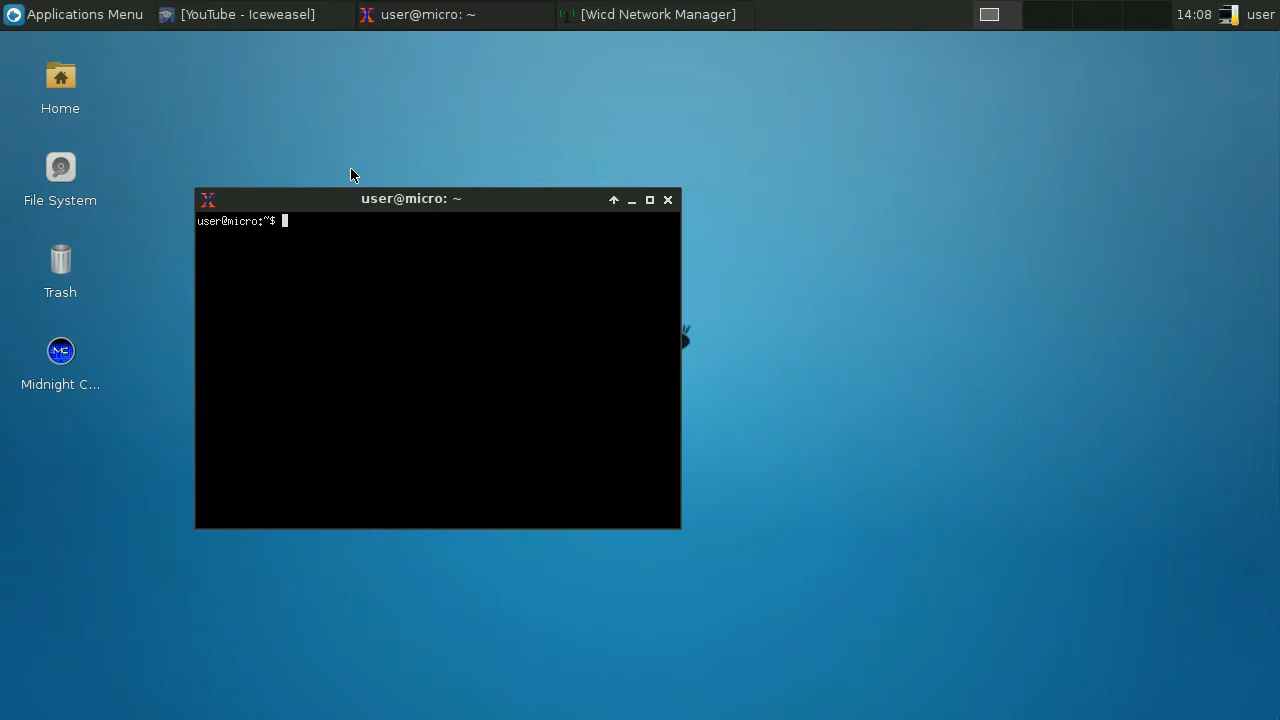 Applications Menu
[YouTube - Iceweasel]
user@micro: ~
[Wicd Network Manager]
14:08
user
Home
File System
Trash
MC
Midnight C...
user@micro: ~
user@micro:~$